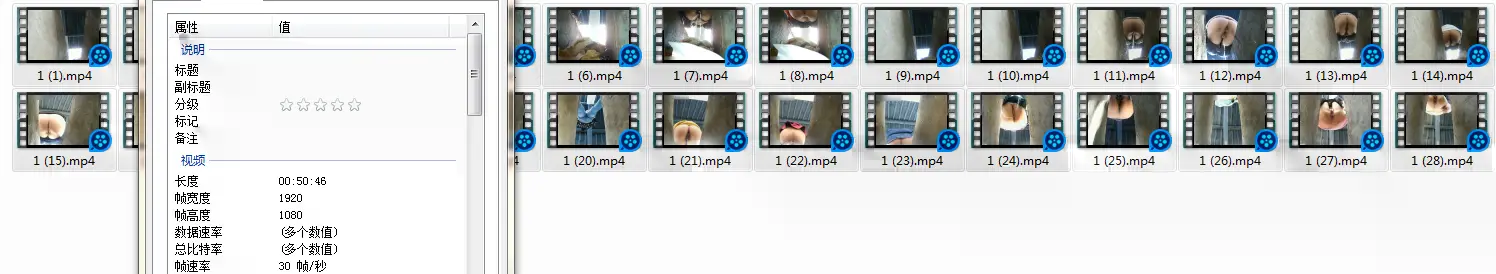 属性 值
说明
标题
副标题
分级
标记
备注
视频
长度 00:50:46
帧宽度 1920
帧高度 1080
数据速率 (多个数值)
总比特率 (多个数值)
帧速率 30 帧/秒
1 (1).mp4
1 (6).mp4
1 (7).mp4
1 (8).mp4
1 (9).mp4
1 (10).mp4
1 (11).mp4
1 (12).mp4
1 (13).mp4
1 (14).mp4
1 (15).mp4
1 (20).mp4
1 (21).mp4
1 (22).mp4
1 (23).mp4
1 (24).mp4
1 (25).mp4
1 (26).mp4
1 (27).mp4
1 (28).mp4